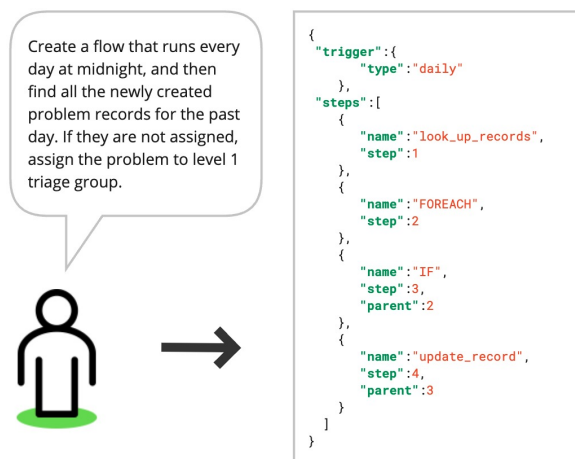 Create a flow that runs every
day at midnight, and then
find all the newly created
problem records for the past
day. If they are not assigned,
assign the problem to level 1
triage group.
{
"trigger":{
"type":"daily"
},
"steps":[
{
"name":"look_up_records",
"step":1
},
{
"name":"FOREACH",
"step":2
},
{
"name":"IF",
"step":3,
"parent":2
},
{
"name":"update_record",
"step":4,
"parent":3
}
]
}